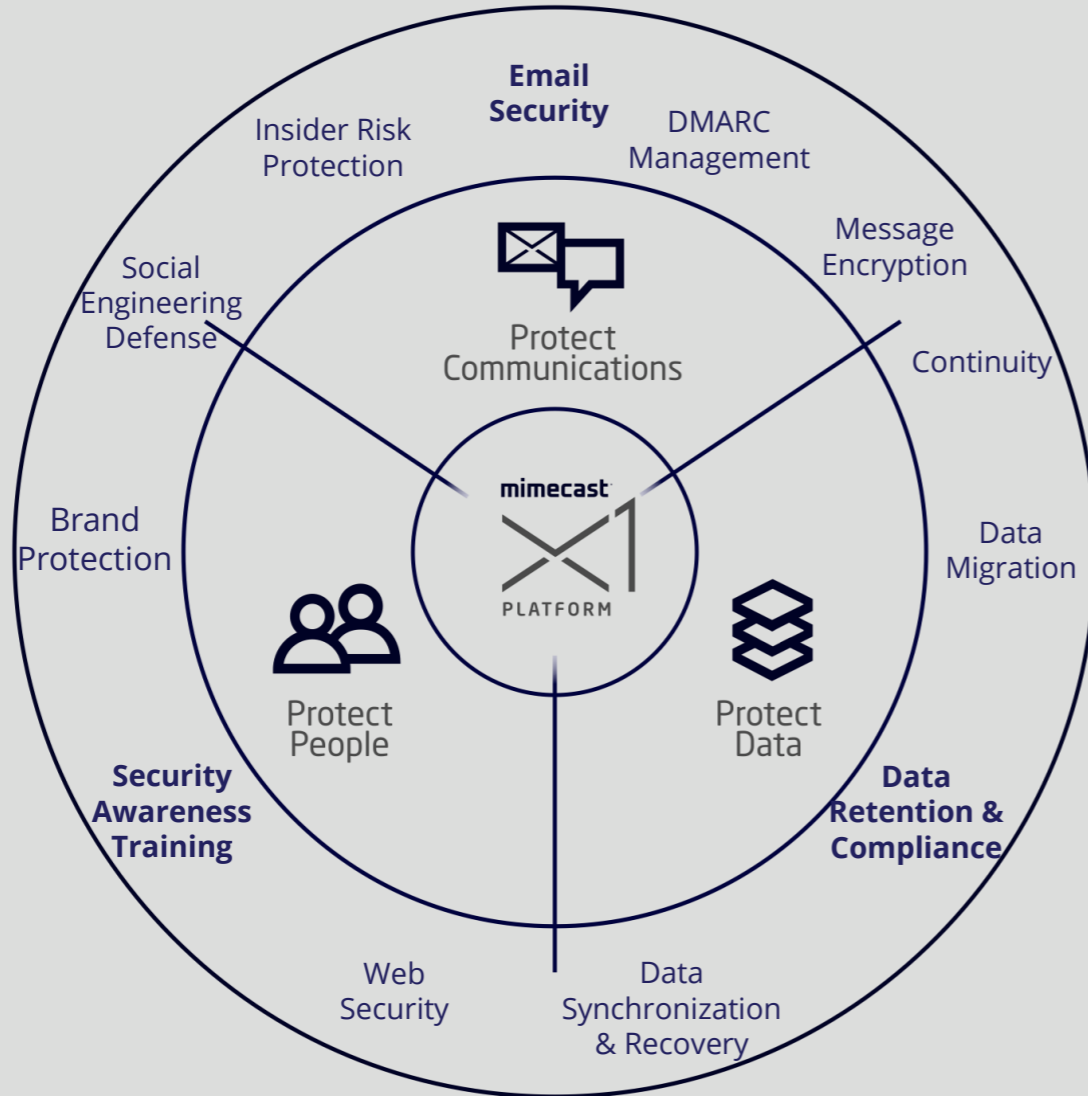 Email
Security
Insider Risk
Protection
DMARC
Management
Message
Encryption
Social
Engineering
Defense
Continuity
Protect
Communications
mimecast
X1
PLATFORM
Brand
Protection
Data
Migration
Protect
People
Protect
Data
Security
Awareness
Training
Data
Retention &
Compliance
Web
Security
Data
Synchronization
& Recovery